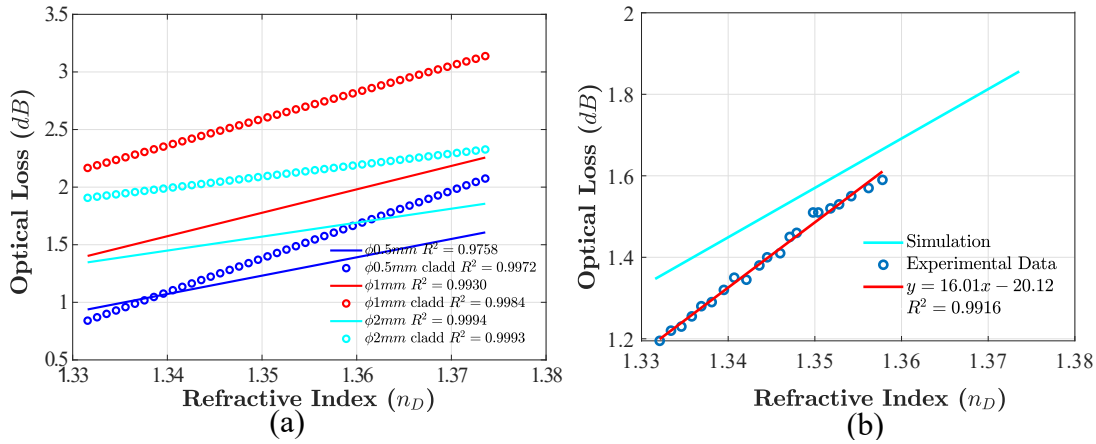 3.5
3
2.5
2
1.5
1
0.5
1.33 1.34 1.35 1.36 1.37 1.38
Optical Loss (dB)
Refractive Index (n_D)
ϕ0.5mm R² = 0.9758
ϕ0.5mm cladd R² = 0.9972
ϕ1mm R² = 0.9930
ϕ1mm cladd R² = 0.9984
ϕ2mm R² = 0.9994
ϕ2mm cladd R² = 0.9993
(a)
2
1.8
1.6
1.4
1.2
1.33 1.34 1.35 1.36 1.37 1.38
Optical Loss (dB)
Refractive Index (n_D)
Simulation
Experimental Data
y = 16.01x − 20.12
R² = 0.9916
(b)